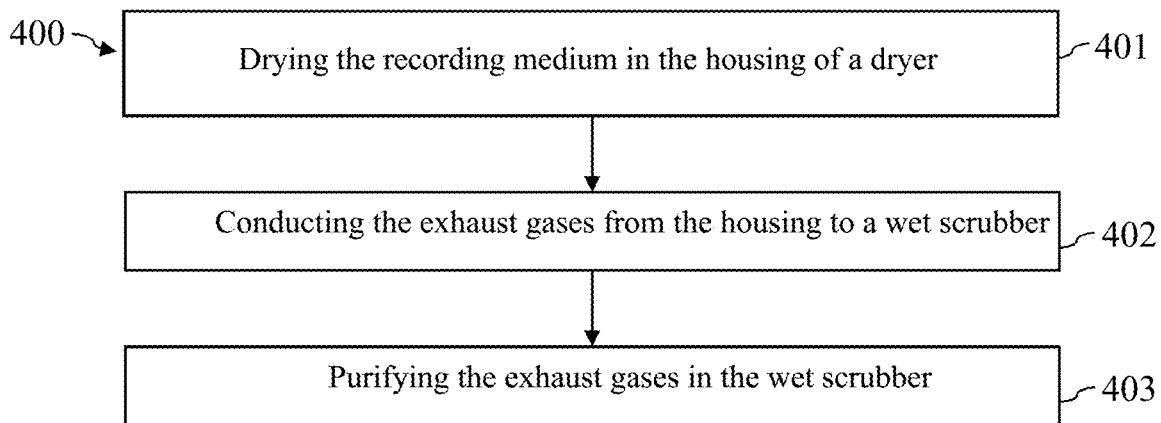 400
Drying the recording medium in the housing of a dryer
401
Conducting the exhaust gases from the housing to a wet scrubber
402
Purifying the exhaust gases in the wet scrubber
403